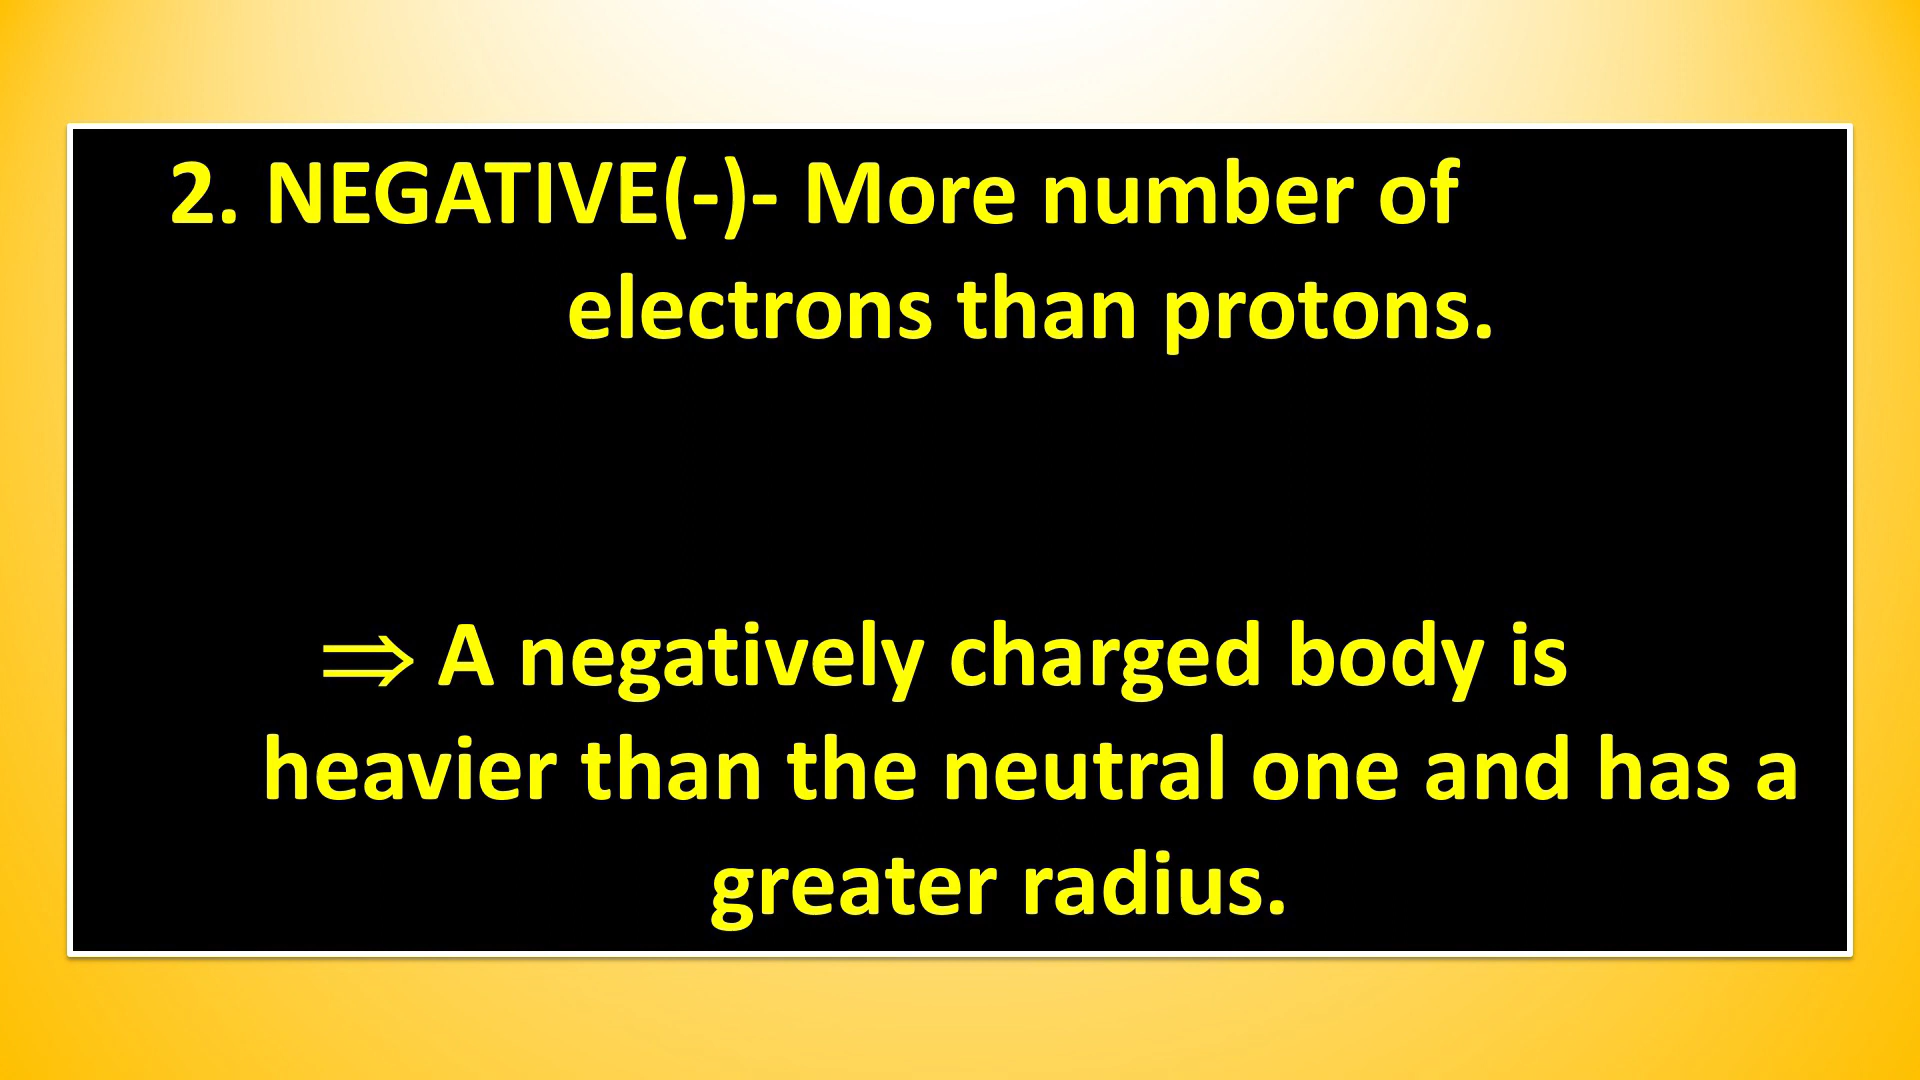 2. NEGATIVE(-)- More number of
electrons than protons.
⇒ A negatively charged body is
heavier than the neutral one and has a
greater radius.